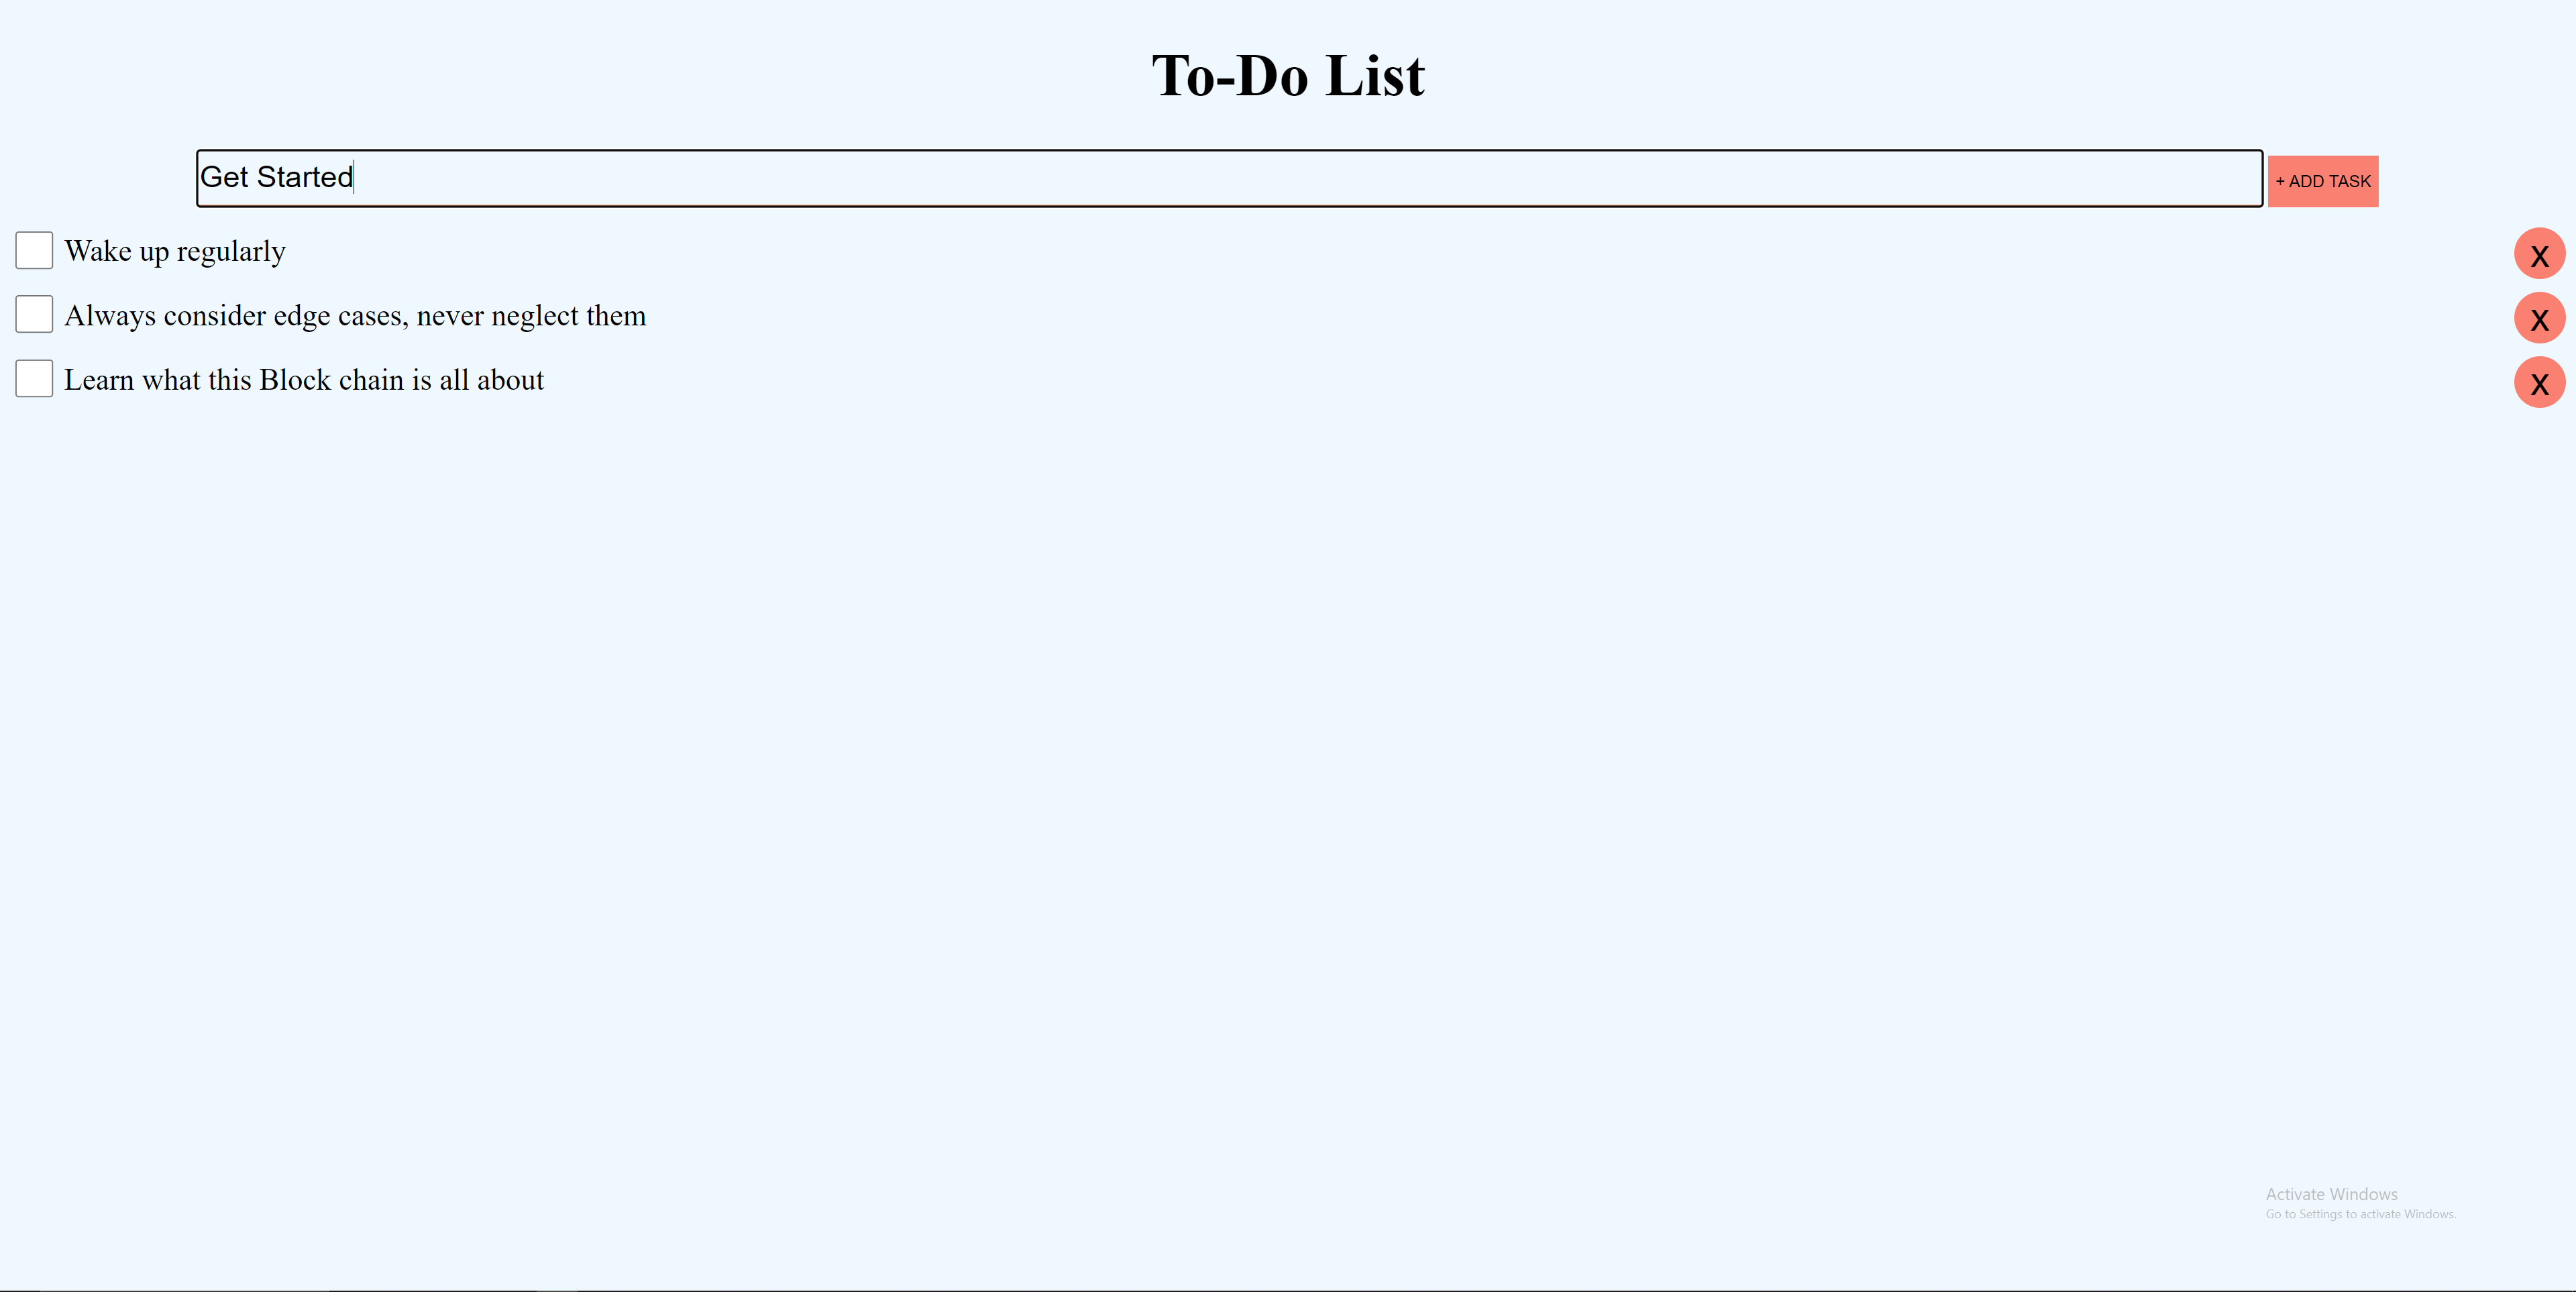 To-Do List
Get Started
+ ADD TASK
Wake up regularly
X
Always consider edge cases, never neglect them
X
Learn what this Block chain is all about
X
Activate Windows
Go to Settings to activate Windows.